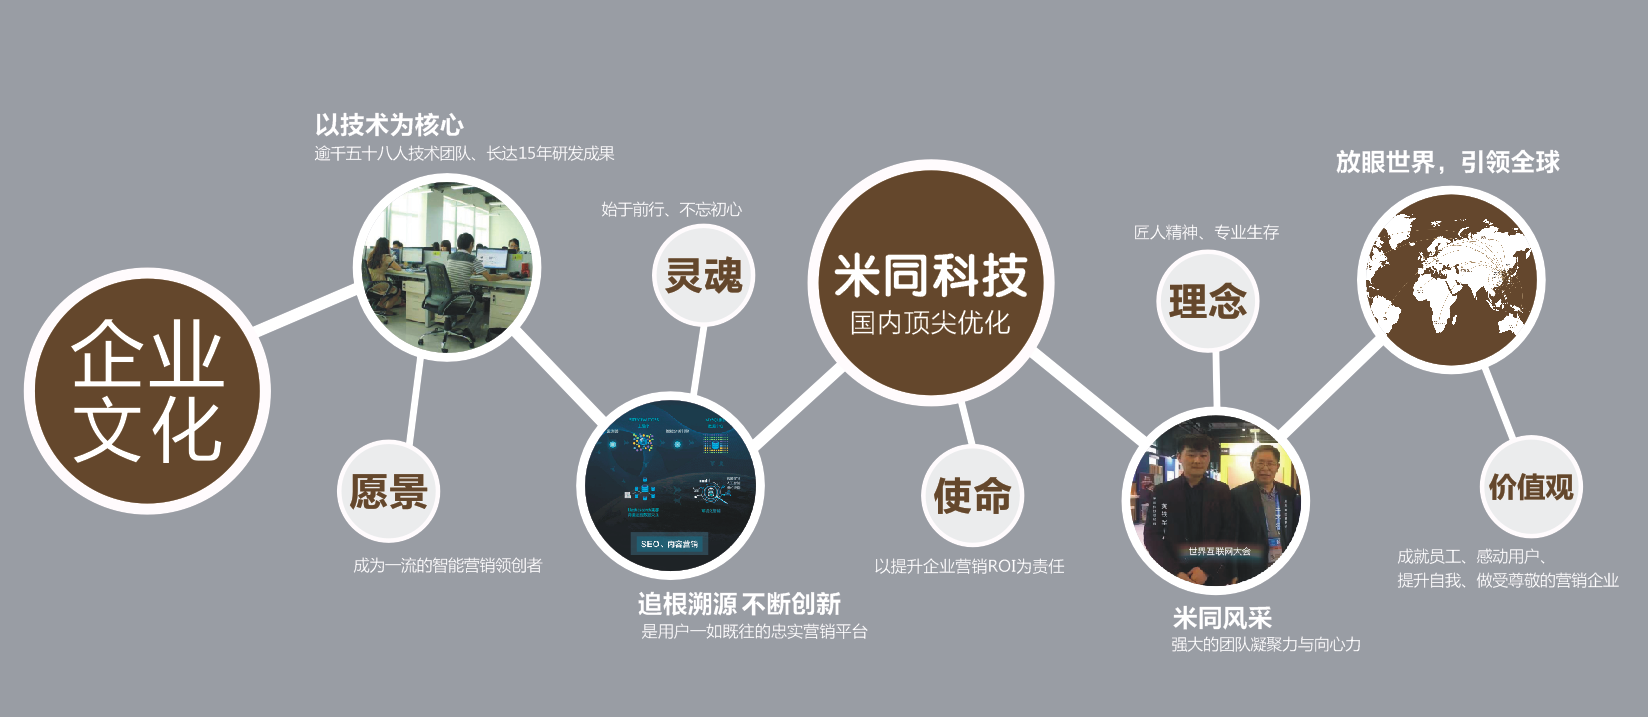 企业
文化
以技术为核心
逾千五十八人技术团队、长达15年研发成果
愿景
成为一流的智能营销领创者
始于前行、不忘初心
灵魂
SEO、内容营销
追根溯源 不断创新
是用户一如既往的忠实营销平台
米同科技
国内顶尖优化
使命
以提升企业营销ROI为责任
匠人精神、专业生存
理念
世界互联网大会
米同风采
强大的团队凝聚力与向心力
放眼世界，引领全球
价值观
成就员工、感动用户、
提升自我、做受尊敬的营销企业